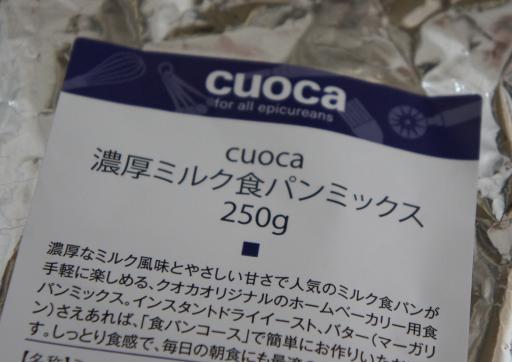 cuoca
for all epicureans
cuoca
濃厚ミルク食パンミックス
250g
濃厚なミルク風味とやさしい甘さで人気のミルク食パンが
手軽に楽しめる、クオカオリジナルのホームベーカリー用食
パンミックス。インスタントドライイースト、バター(マーガリ
ン)さえあれば、「食パンコース」で簡単にお作りいただ
す。しっとり食感で、毎日の朝食にも最適
【名称】